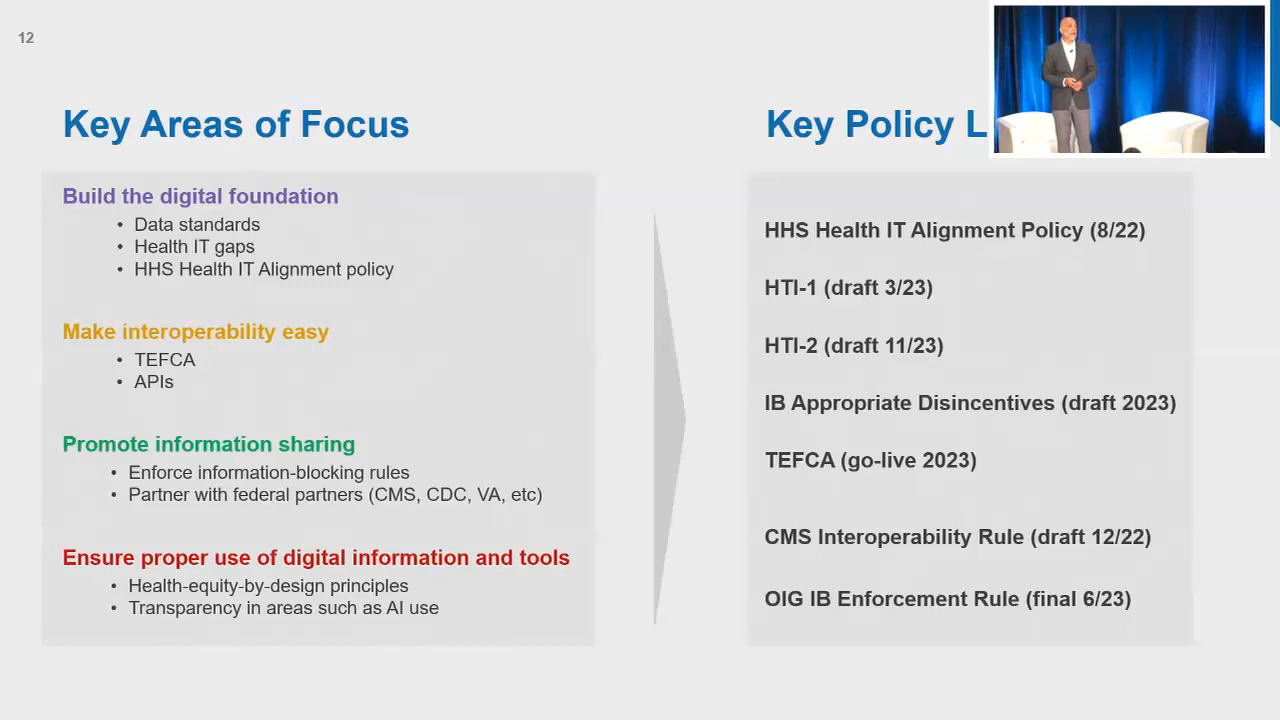 12
Key Areas of Focus
Build the digital foundation
• Data standards
• Health IT gaps
• HHS Health IT Alignment policy
Make interoperability easy
• TEFCA
• APIs
Promote information sharing
• Enforce information-blocking rules
• Partner with federal partners (CMS, CDC, VA, etc)
Ensure proper use of digital information and tools
• Health-equity-by-design principles
• Transparency in areas such as AI use
Key Policy L
HHS Health IT Alignment Policy (8/22)
HTI-1 (draft 3/23)
HTI-2 (draft 11/23)
IB Appropriate Disincentives (draft 2023)
TEFCA (go-live 2023)
CMS Interoperability Rule (draft 12/22)
OIG IB Enforcement Rule (final 6/23)